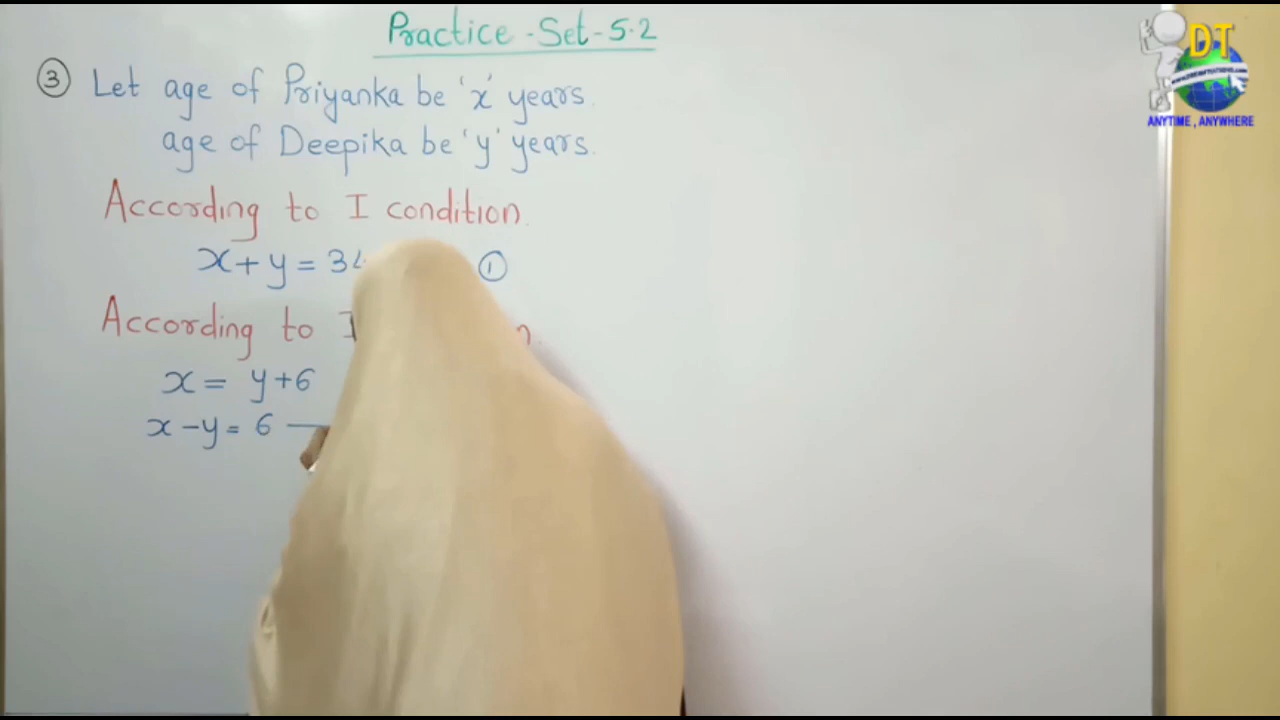 Practice - Set - 5.2
③ Let age of Priyanka be 'x' years.
age of Deepika be 'y' years.
According to I condition.
x + y = 34 ①
According to
x = y + 6
x - y = 6 —
DT
ANYTIME, ANYWHERE